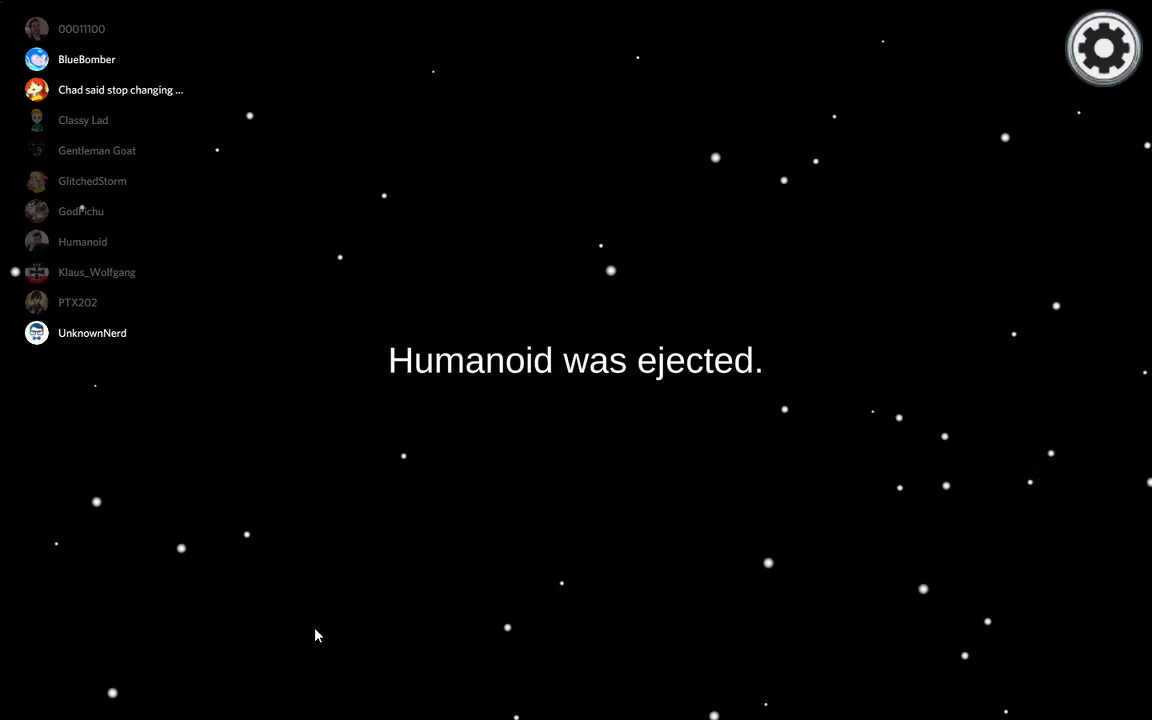 00011100
BlueBomber
Chad said stop changing ...
Classy Lad
Gentleman Goat
GlitchedStorm
GodPichu
Humanoid
Klaus_Wolfgang
PTX202
UnknownNerd
Humanoid was ejected.